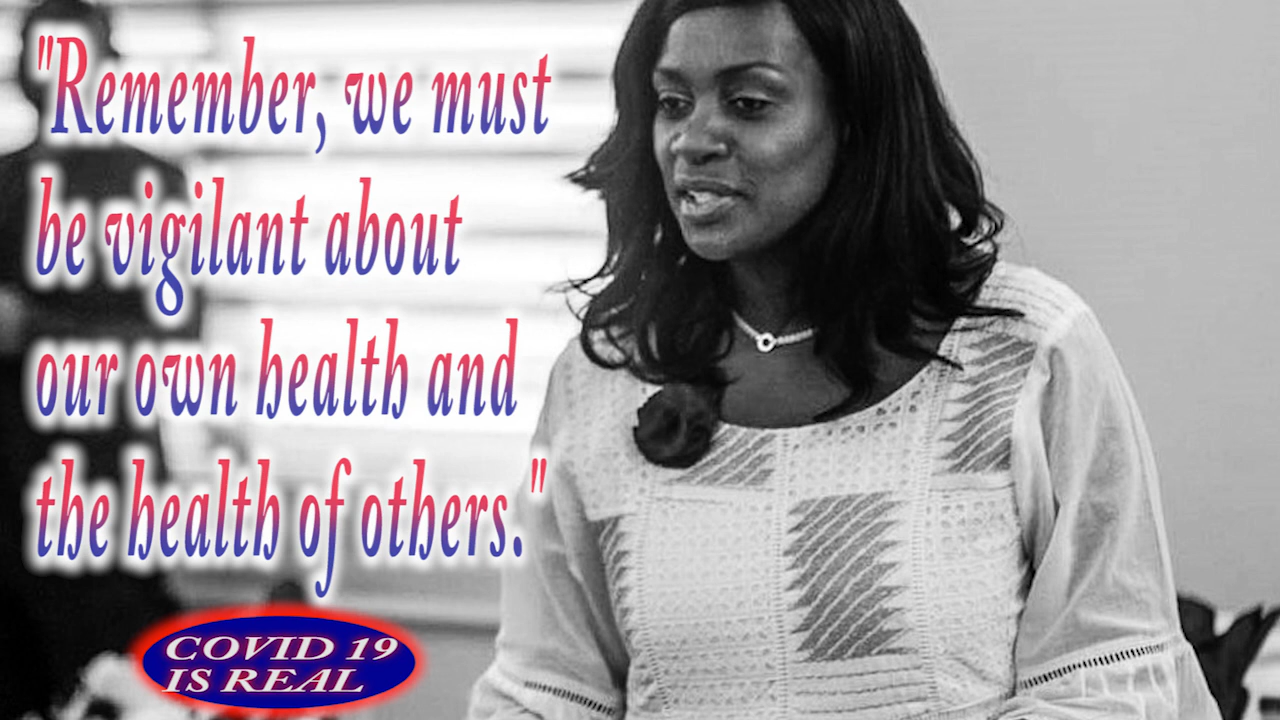 "Remember, we must
be vigilant about
our own health and
the health of others."
COVID 19
IS REAL